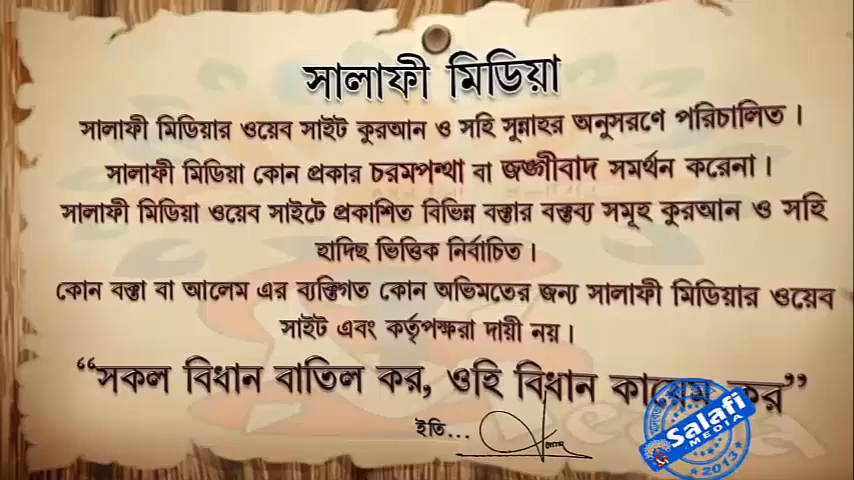 সালাফী মিডিয়া
সালাফী মিডিয়ার ওয়েব সাইট কুরআন ও সহি সুন্নাহর অনুসরণে পরিচালিত ।
সালাফী মিডিয়া কোন প্রকার চরমপন্থা বা জঙ্গীবাদ সমর্থন করেনা ।
সালাফী মিডিয়া ওয়েব সাইটে প্রকাশিত বিভিন্ন বক্তার বক্তব্য সমূহ কুরআন ও সহি
হাদিছ ভিত্তিক নির্বাচিত ।
কোন বক্তা বা আলেম এর ব্যক্তিগত কোন অভিমতের জন্য সালাফী মিডিয়ার ওয়েব
সাইট এবং কর্তৃপক্ষরা দায়ী নয় ।
“সকল বিধান বাতিল কর, ওহি বিধান কায়েম কর”
ইতি...
Salafi
MEDIA
2013